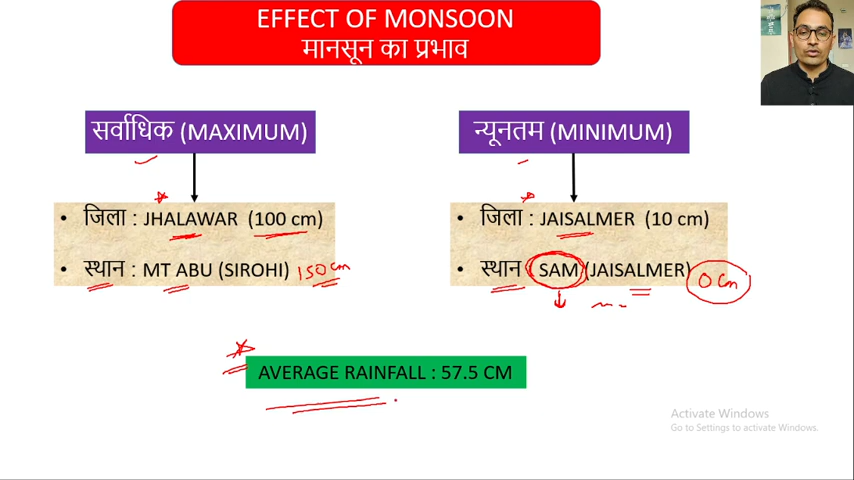 EFFECT OF MONSOON
मानसून का प्रभाव
सर्वाधिक (MAXIMUM)
• जिला : JHALAWAR (100 cm)
• स्थान : MT ABU (SIROHI) 150 cm
न्यूनतम (MINIMUM)
• जिला : JAISALMER (10 cm)
• स्थान : SAM (JAISALMER) 0 cm
AVERAGE RAINFALL : 57.5 CM
Activate Windows
Go to Settings to activate Windows.